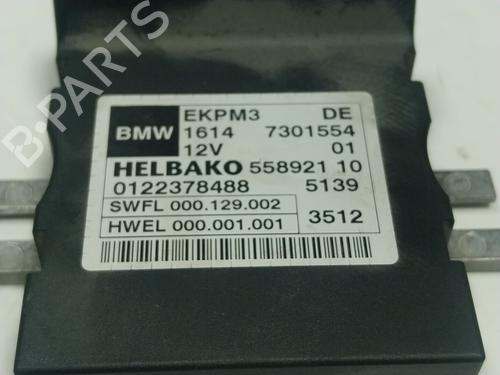 EKPM3 DE
BMW 1614 7301554
12V 01
HELBAKO 558921 10
0122378488 5139
SWFL 000.129.002
HWEL 000.001.001 3512
B-PARTS